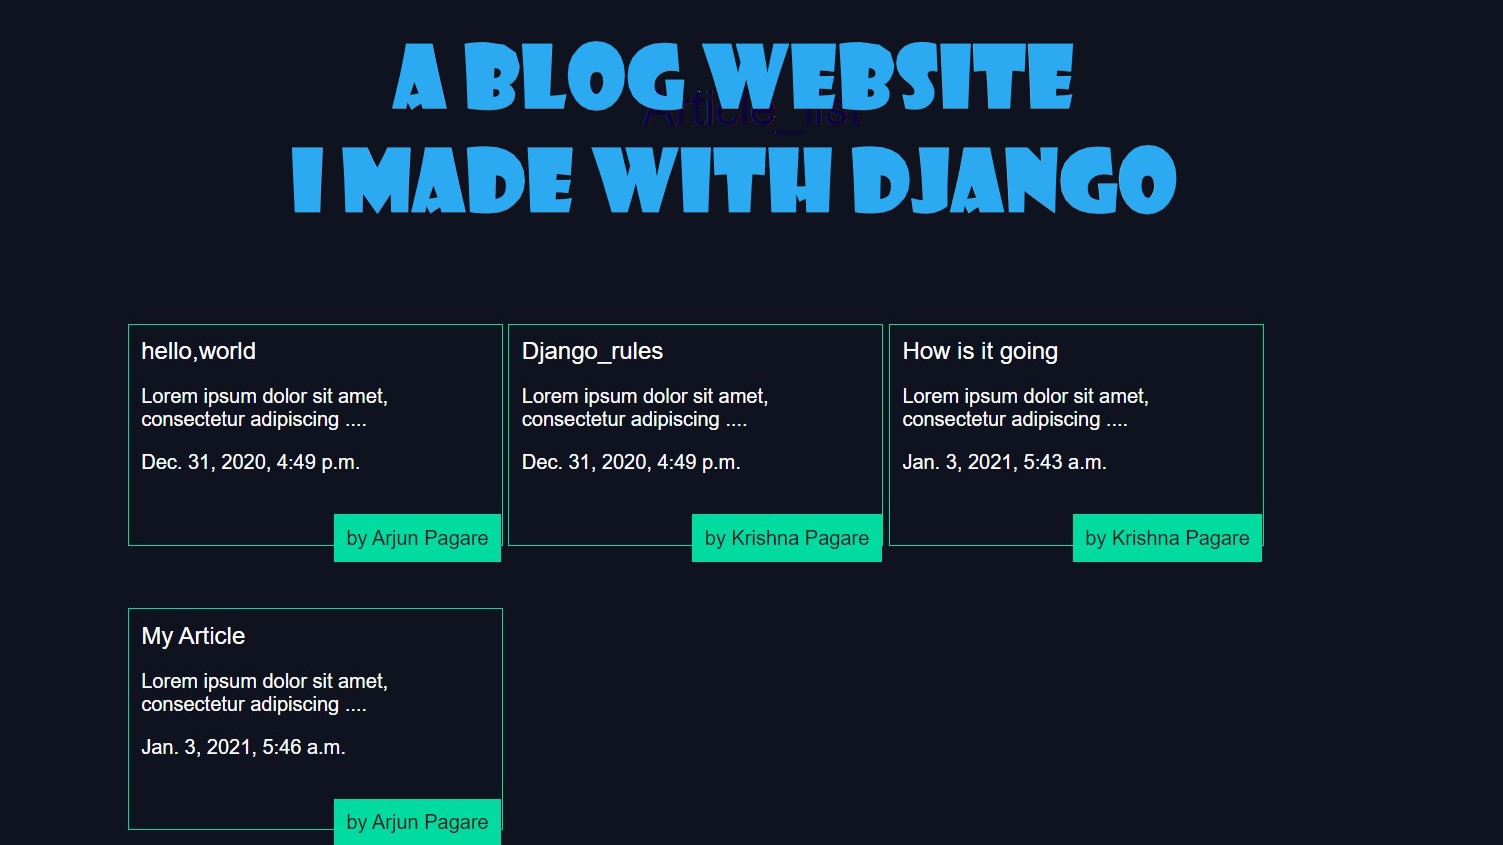 A BLOG WEBSITE
Article_list
I MADE WITH DJANGO
hello,world
Lorem ipsum dolor sit amet,
consectetur adipiscing ....
Dec. 31, 2020, 4:49 p.m.
by Arjun Pagare
Django_rules
Lorem ipsum dolor sit amet,
consectetur adipiscing ....
Dec. 31, 2020, 4:49 p.m.
by Krishna Pagare
How is it going
Lorem ipsum dolor sit amet,
consectetur adipiscing ....
Jan. 3, 2021, 5:43 a.m.
by Krishna Pagare
My Article
Lorem ipsum dolor sit amet,
consectetur adipiscing ....
Jan. 3, 2021, 5:46 a.m.
by Arjun Pagare